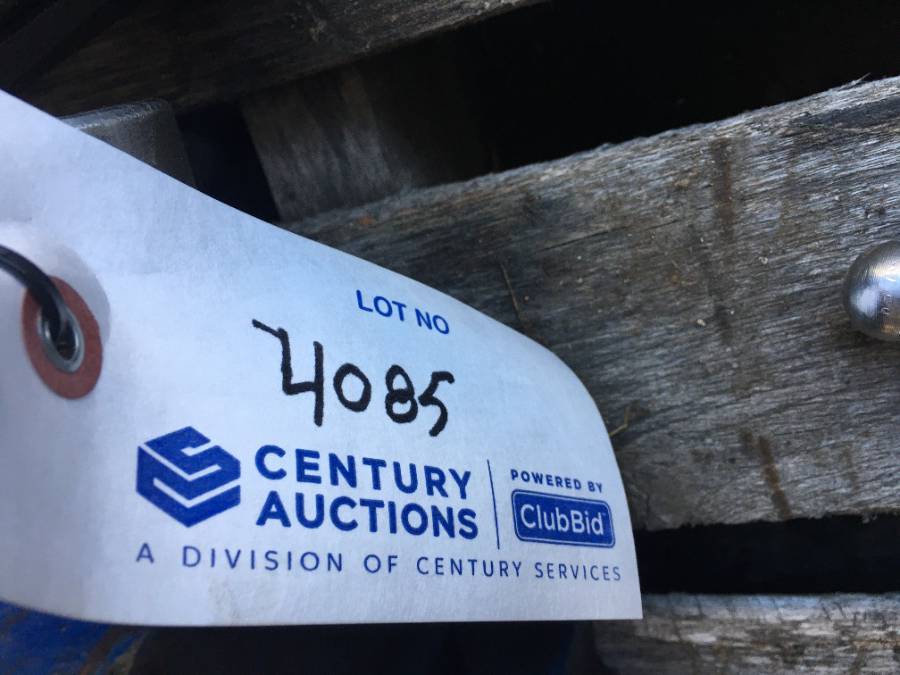 LOT NO
4085
CENTURY
AUCTIONS
POWERED BY
ClubBid
A DIVISION OF CENTURY SERVICES